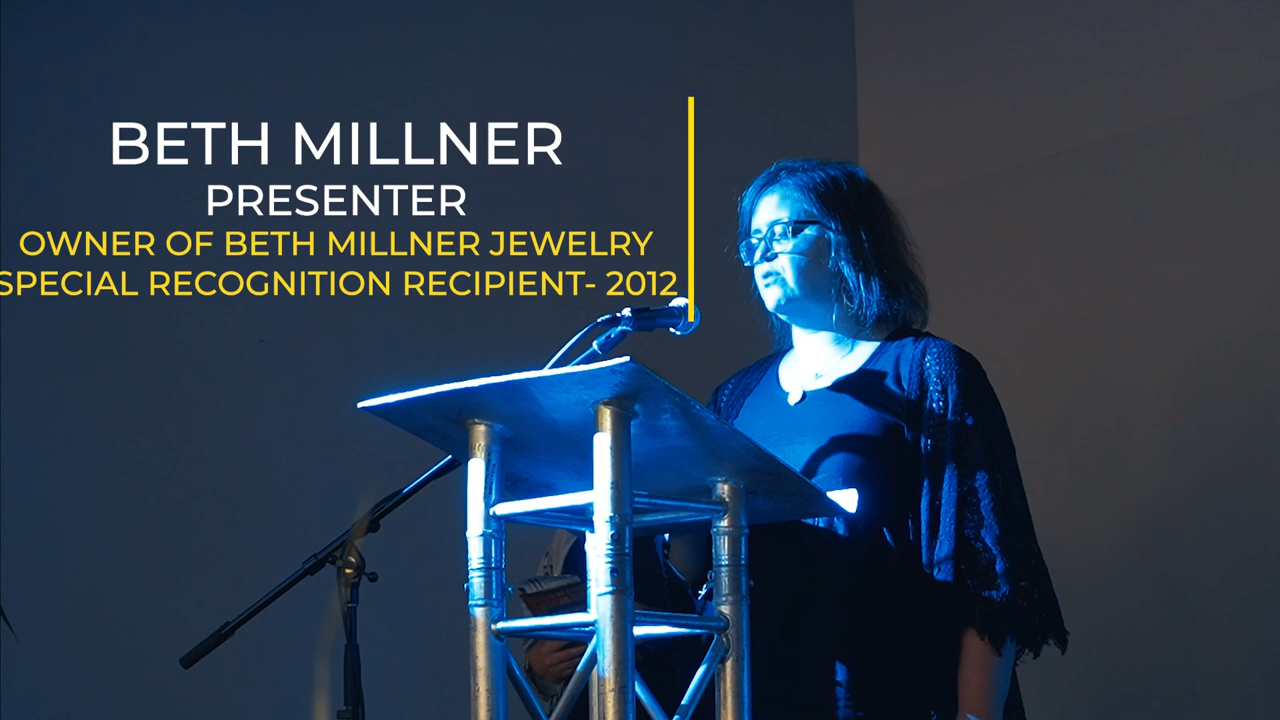 BETH MILLNER
PRESENTER
OWNER OF BETH MILLNER JEWELRY
SPECIAL RECOGNITION RECIPIENT- 2012